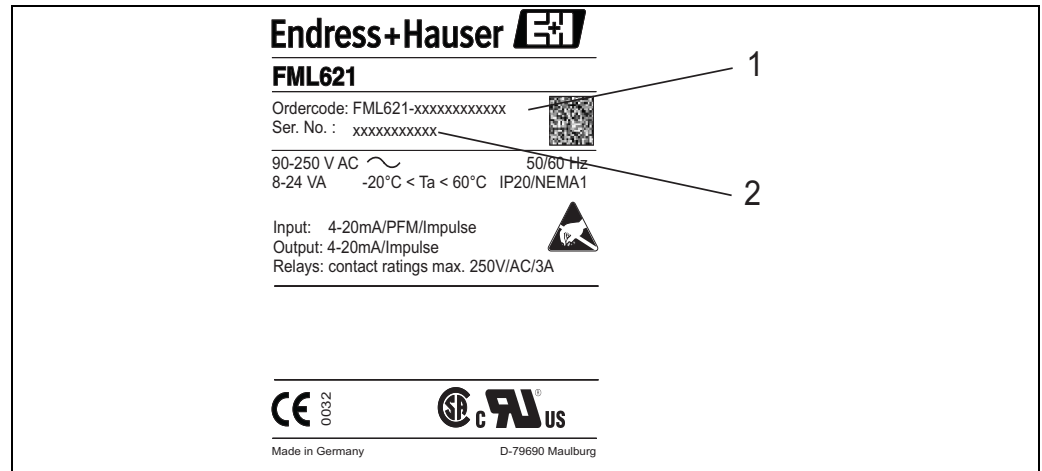 Endress+Hauser E+H
FML621
1
Ordercode: FML621-xxxxxxxxxxxx
Ser. No. : xxxxxxxxxxx
90-250 V AC 50/60 Hz
8-24 VA -20°C < Ta < 60°C IP20/NEMA1
2
Input: 4-20mA/PFM/Impulse
Output: 4-20mA/Impulse
Relays: contact ratings max. 250V/AC/3A
CE 0032 SA C RU ® US
Made in Germany D-79690 Maulburg